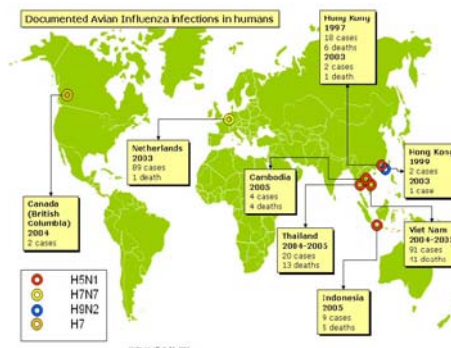 Documented Avian Influenza infections in humans
Hong Kong
1997
18 cases
6 deaths
2003
2 cases
1 death
Netherlands
2003
89 cases
1 death
Hong Kong
1999
2 cases
2003
1 case
Cambodia
2005
4 cases
4 deaths
Canada
(British
Columbia)
2004
2 cases
Thailand
2004-2005
20 cases
13 deaths
Viet Nam
91 cases
41 deaths
Indonesia
2005
9 cases
5 deaths
H5N1
H7N7
H9N2
H7